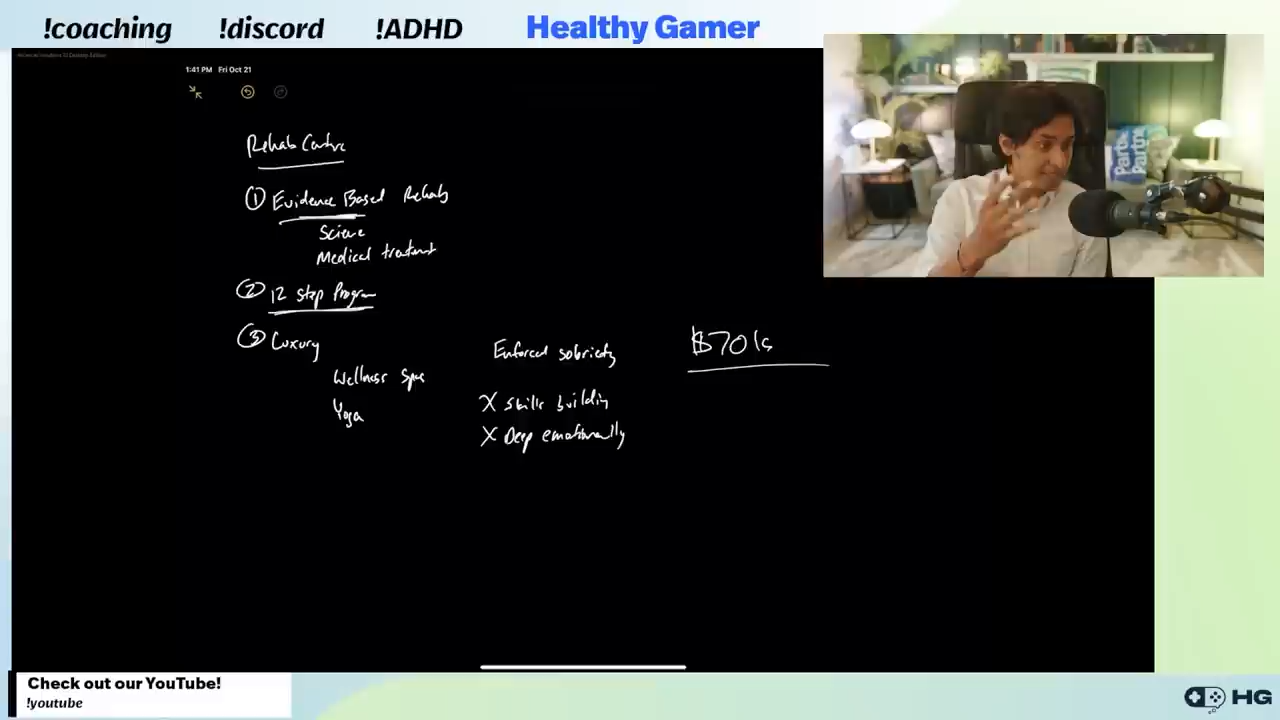 !coaching !discord !ADHD Healthy Gamer
1:41 PM Fri Oct 21
Rehab Centre
① Evidence Based Rehab
Science
Medical treatment
② 12 step Program
③ Luxury
Wellness Spa
Yoga
Enforced sobriety
X Skills building
X Deep emotionally
$70k
Check out our YouTube!
!youtube
HG